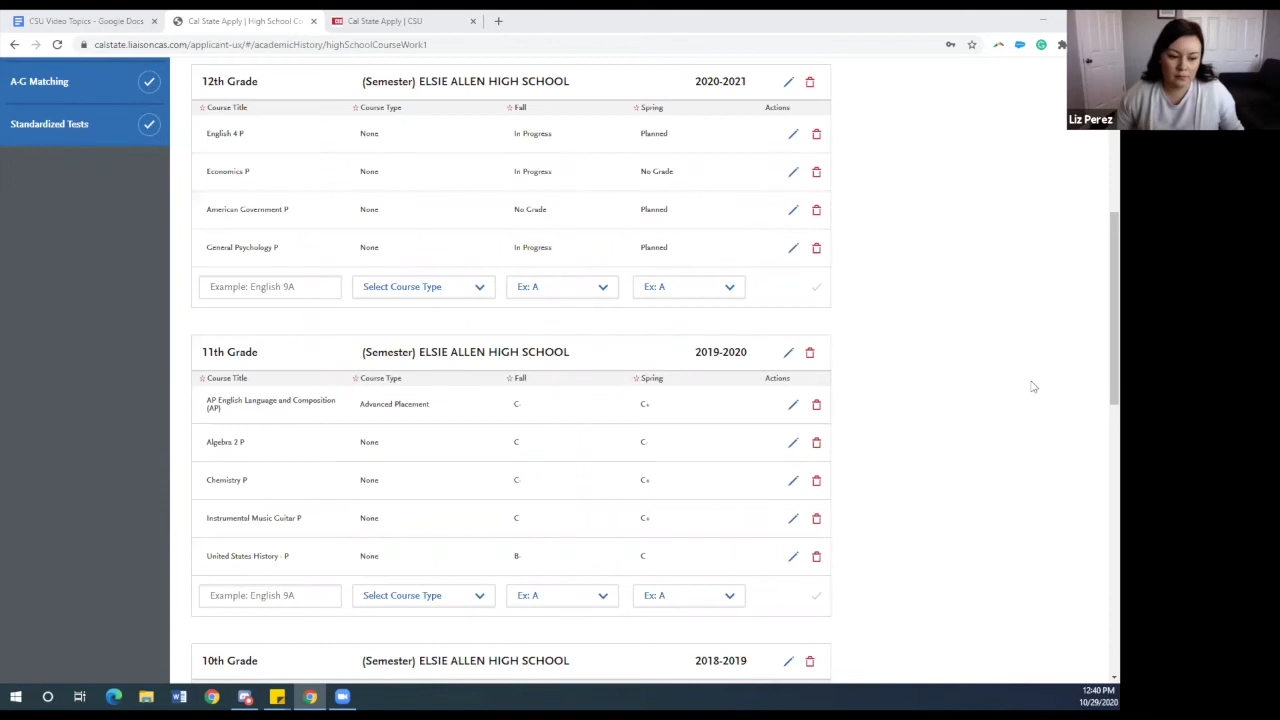 CSU Video Topics - Google Docs
Cal State Apply | High School Co
Cal State Apply | CSU
calstate.liaisoncas.com/applicant-ux/#/academicHistory/highSchoolCourseWork1
Liz Perez
A-G Matching
Standardized Tests
12th Grade (Semester) ELSIE ALLEN HIGH SCHOOL 2020-2021
Course Title Course Type Fall Spring Actions
English 4 P None In Progress Planned
Economics P None In Progress No Grade
American Government P None No Grade Planned
General Psychology P None In Progress Planned
Example: English 9A Select Course Type Ex: A Ex: A
11th Grade (Semester) ELSIE ALLEN HIGH SCHOOL 2019-2020
Course Title Course Type Fall Spring Actions
AP English Language and Composition
(AP) Advanced Placement C- C+
Algebra 2 P None C C-
Chemistry P None C- C+
Instrumental Music Guitar P None C C+
United States History - P None B- C
Example: English 9A Select Course Type Ex: A Ex: A
10th Grade (Semester) ELSIE ALLEN HIGH SCHOOL 2018-2019
12:40 PM
10/29/2020